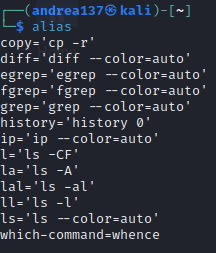 ┌──(andrea137㉿kali)-[~]
└─$ alias
copy='cp -r'
diff='diff --color=auto'
egrep='egrep --color=auto'
fgrep='fgrep --color=auto'
grep='grep --color=auto'
history='history 0'
ip='ip --color=auto'
l='ls -CF'
la='ls -A'
lal='ls -al'
ll='ls -l'
ls='ls --color=auto'
which-command=whence